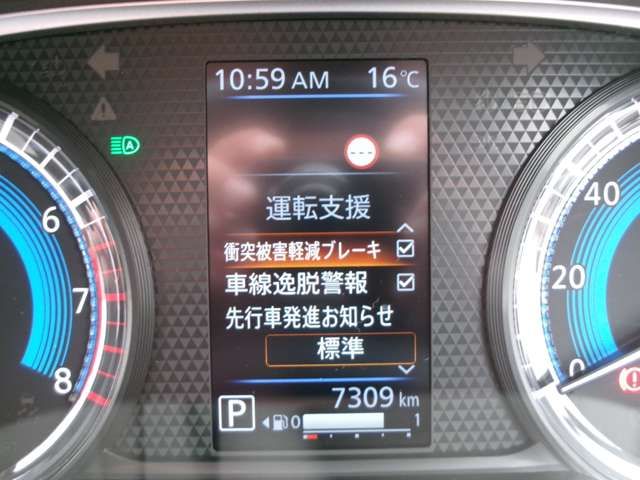 10:59 AM 16℃
運転支援
衝突被害軽減ブレーキ
車線逸脱警報
先行車発進お知らせ
標準
7309 km
P
0 1
6
7
8
40
20
0
A